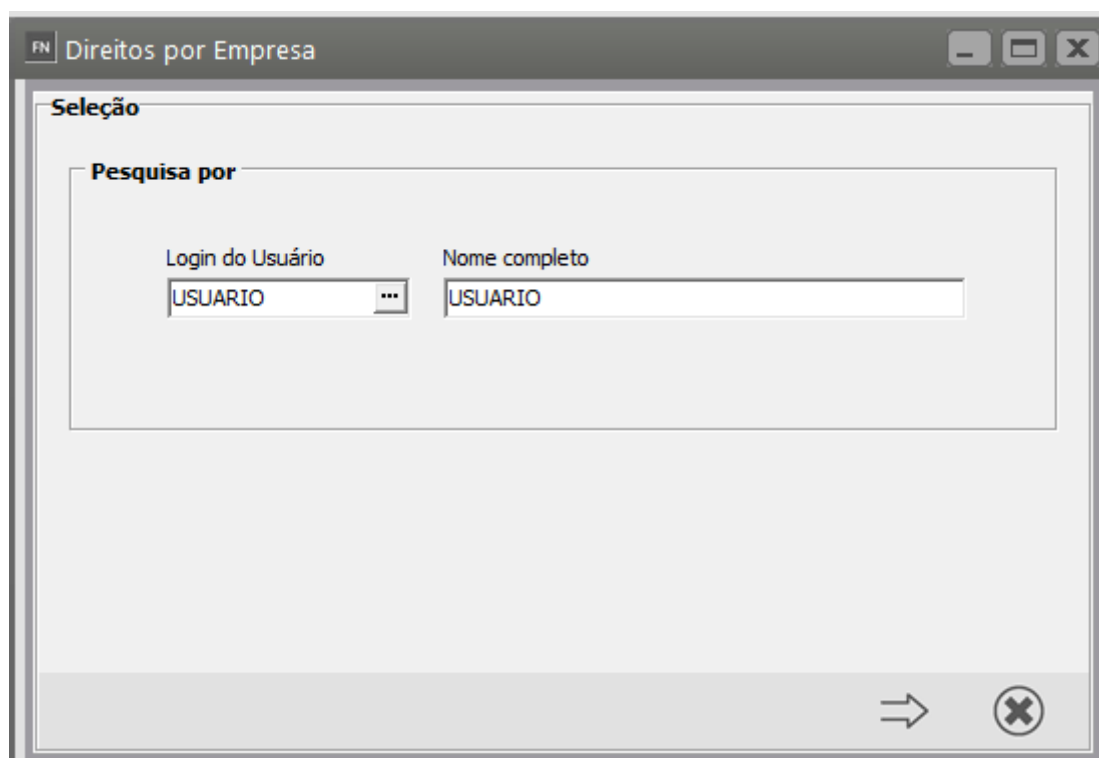 FN Direitos por Empresa
Seleção
Pesquisa por
Login do Usuário Nome completo
USUARIO ... USUARIO